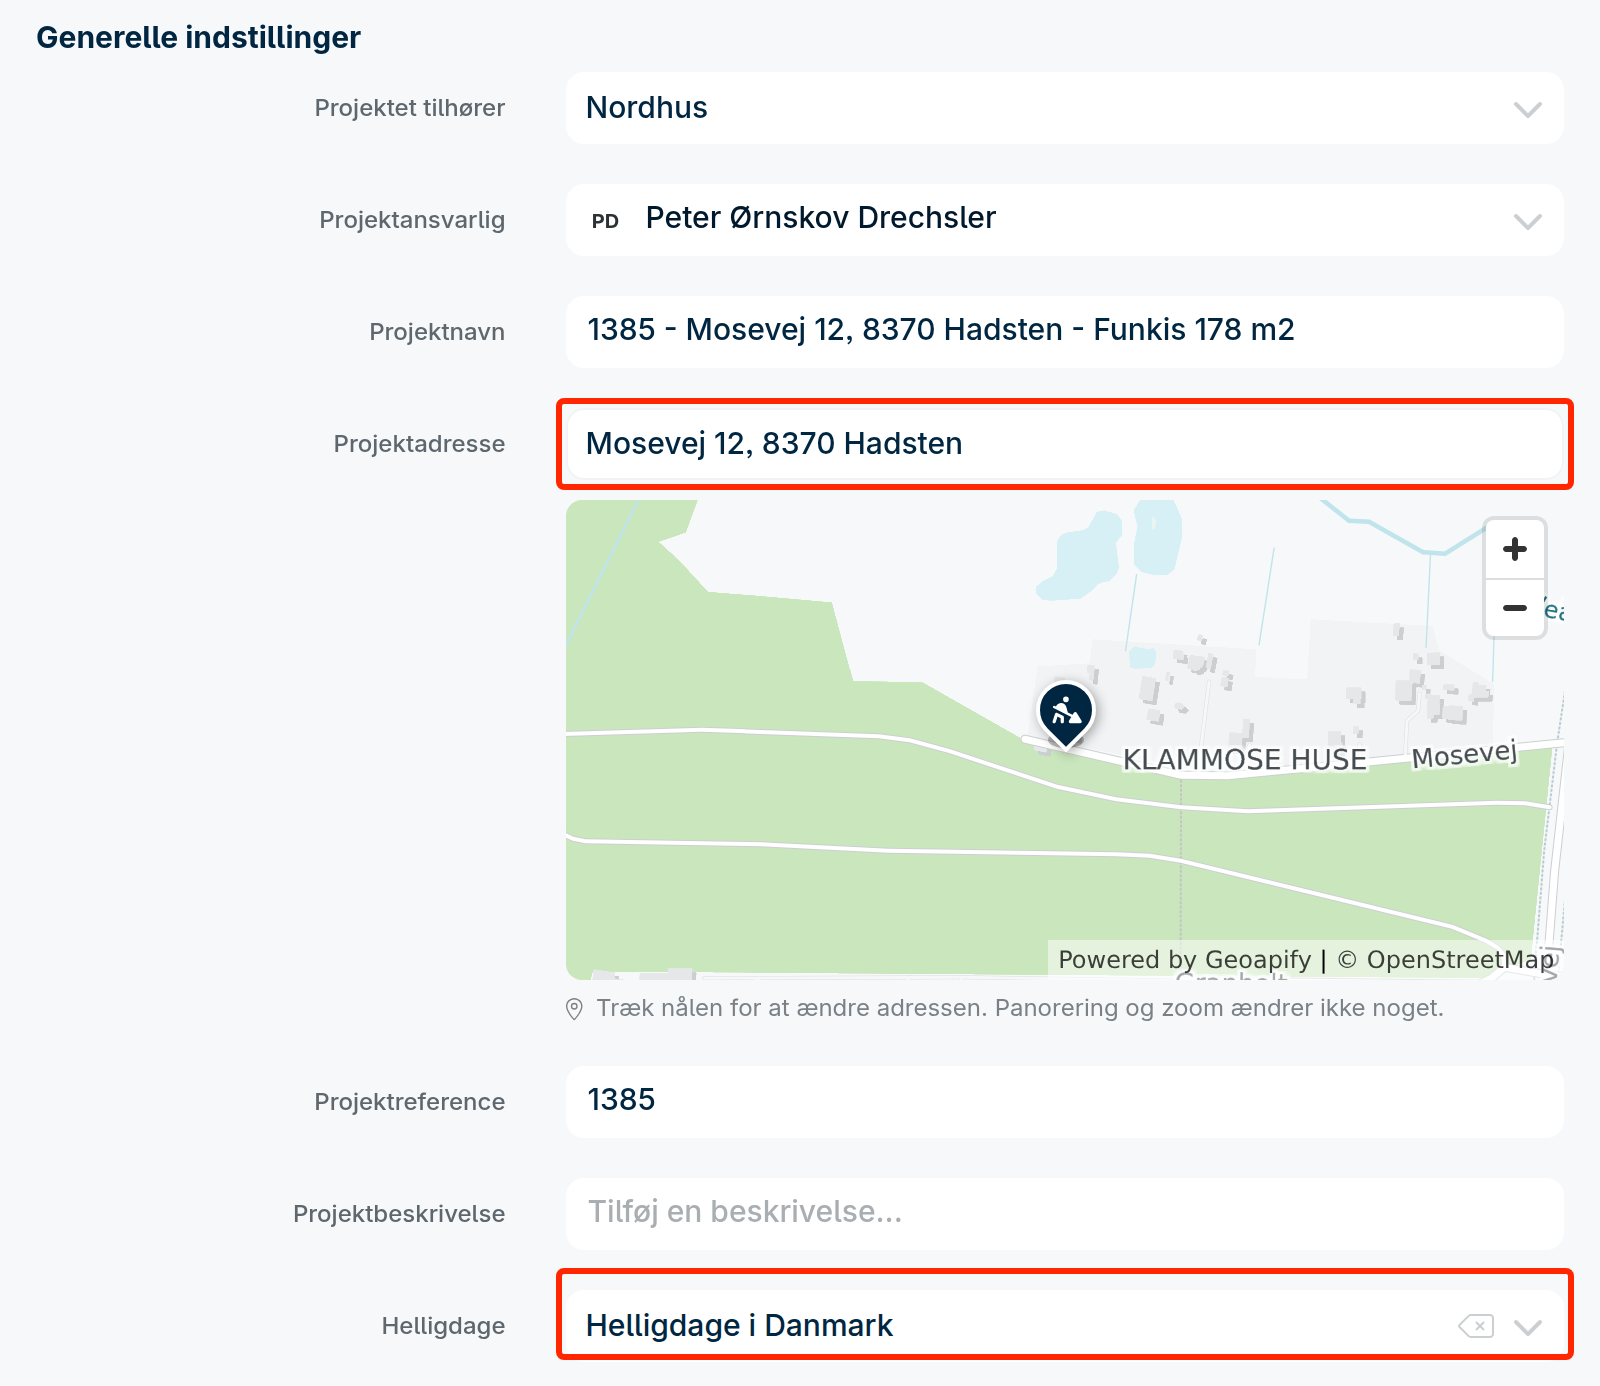 Generelle indstillinger
Projektet tilhører
Nordhus
Projektansvarlig
PD Peter Ørnskov Drechsler
Projektnavn
1385 - Mosevej 12, 8370 Hadsten - Funkis 178 m2
Projektadresse
Mosevej 12, 8370 Hadsten
KLAMMOSE HUSE
Mosevej
Powered by Geoapify | © OpenStreetMap
Træk nålen for at ændre adressen. Panorering og zoom ændrer ikke noget.
Projektreference
1385
Projektbeskrivelse
Tilføj en beskrivelse...
Helligdage
Helligdage i Danmark